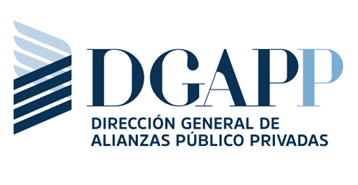 DGAPP
DIRECCIÓN GENERAL DE
ALIANZAS PÚBLICO PRIVADAS